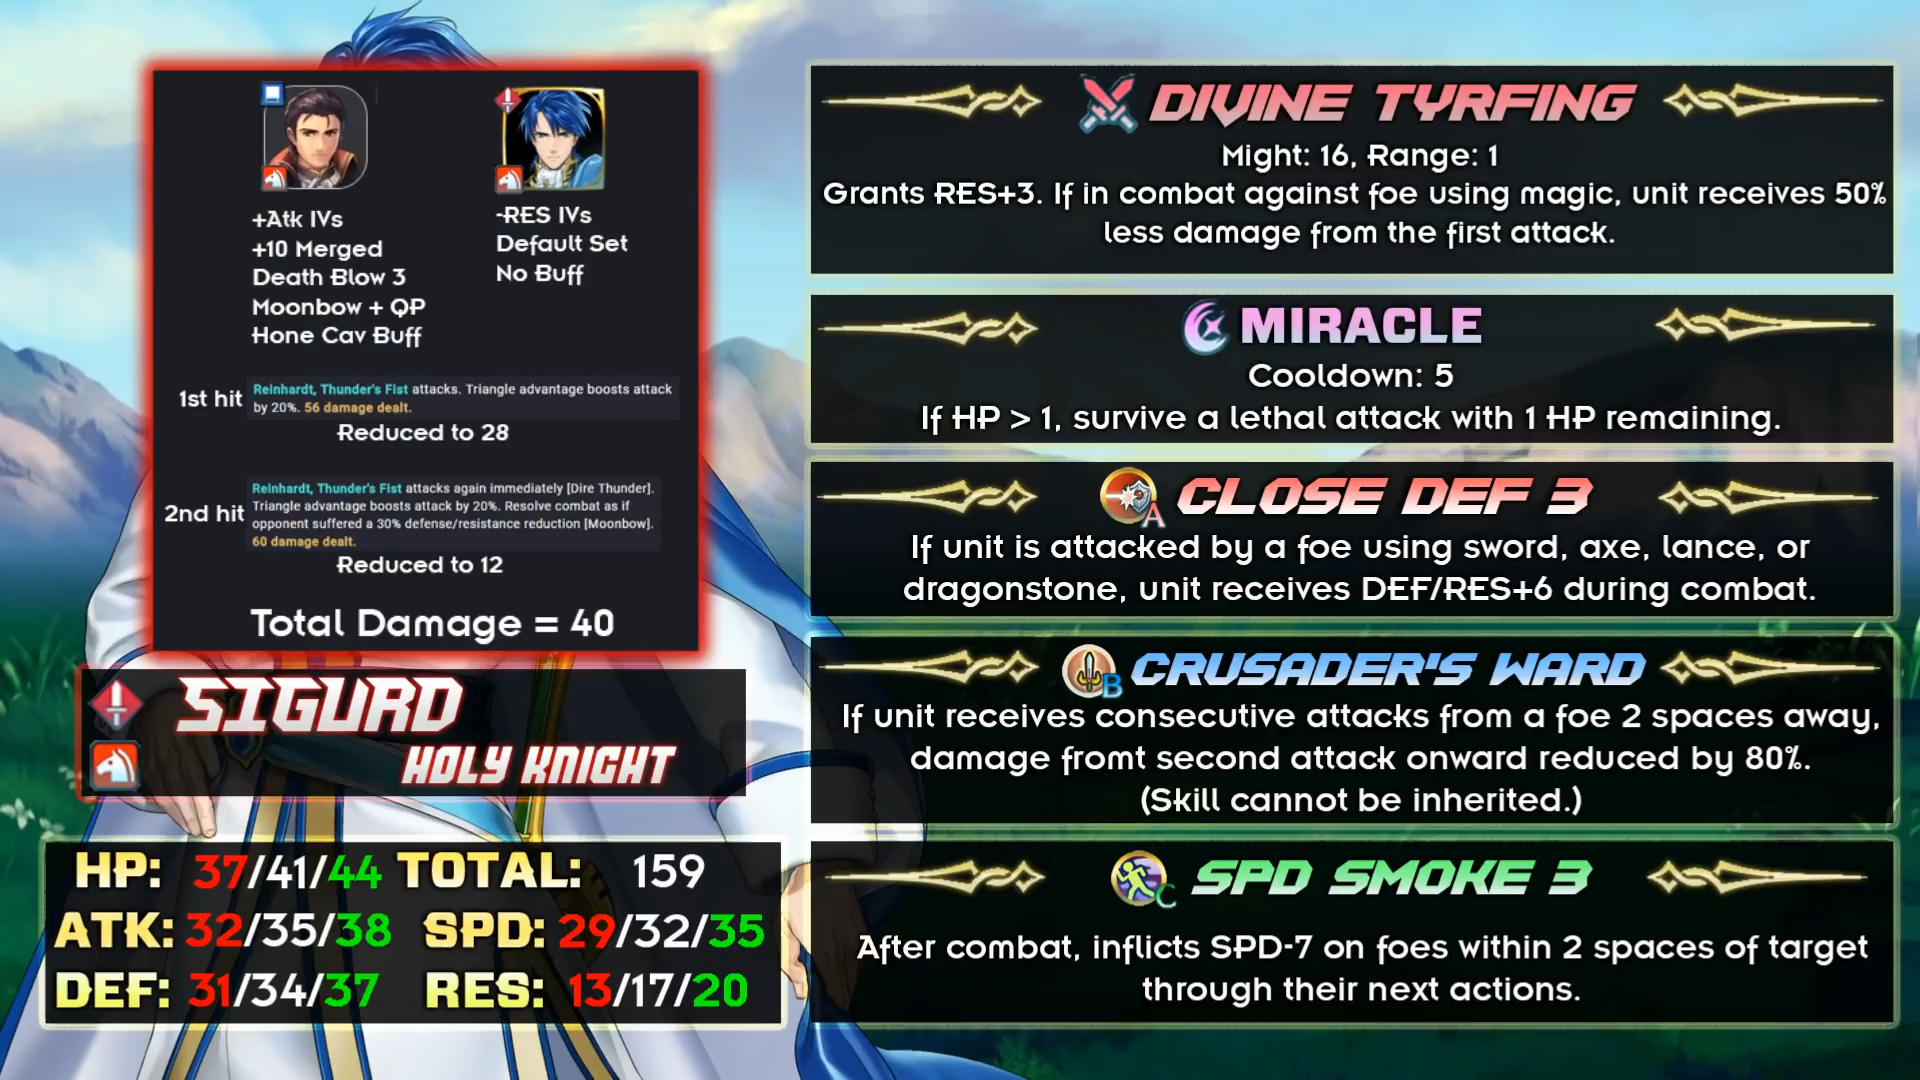 +Atk IVs
+10 Merged
Death Blow 3
Moonbow + QP
Hone Cav Buff
-RES IVs
Default Set
No Buff
1st hit
Reinhardt, Thunder's Fist attacks. Triangle advantage boosts attack
by 20%. 56 damage dealt.
Reduced to 28
2nd hit
Reinhardt, Thunder's Fist attacks again immediately [Dire Thunder].
Triangle advantage boosts attack by 20%. Resolve combat as if
opponent suffered a 30% defense/resistance reduction [Moonbow].
60 damage dealt.
Reduced to 12
Total Damage = 40
SIGURD
HOLY KNIGHT
HP: 37/41/44 TOTAL: 159
ATK: 32/35/38 SPD: 29/32/35
DEF: 31/34/37 RES: 13/17/20
DIVINE TYRFING
Might: 16, Range: 1
Grants RES+3. If in combat against foe using magic, unit receives 50%
less damage from the first attack.
MIRACLE
Cooldown: 5
If HP > 1, survive a lethal attack with 1 HP remaining.
A CLOSE DEF 3
If unit is attacked by a foe using sword, axe, lance, or
dragonstone, unit receives DEF/RES+6 during combat.
B CRUSADER'S WARD
If unit receives consecutive attacks from a foe 2 spaces away,
damage fromt second attack onward reduced by 80%.
(Skill cannot be inherited.)
C SPD SMOKE 3
After combat, inflicts SPD-7 on foes within 2 spaces of target
through their next actions.